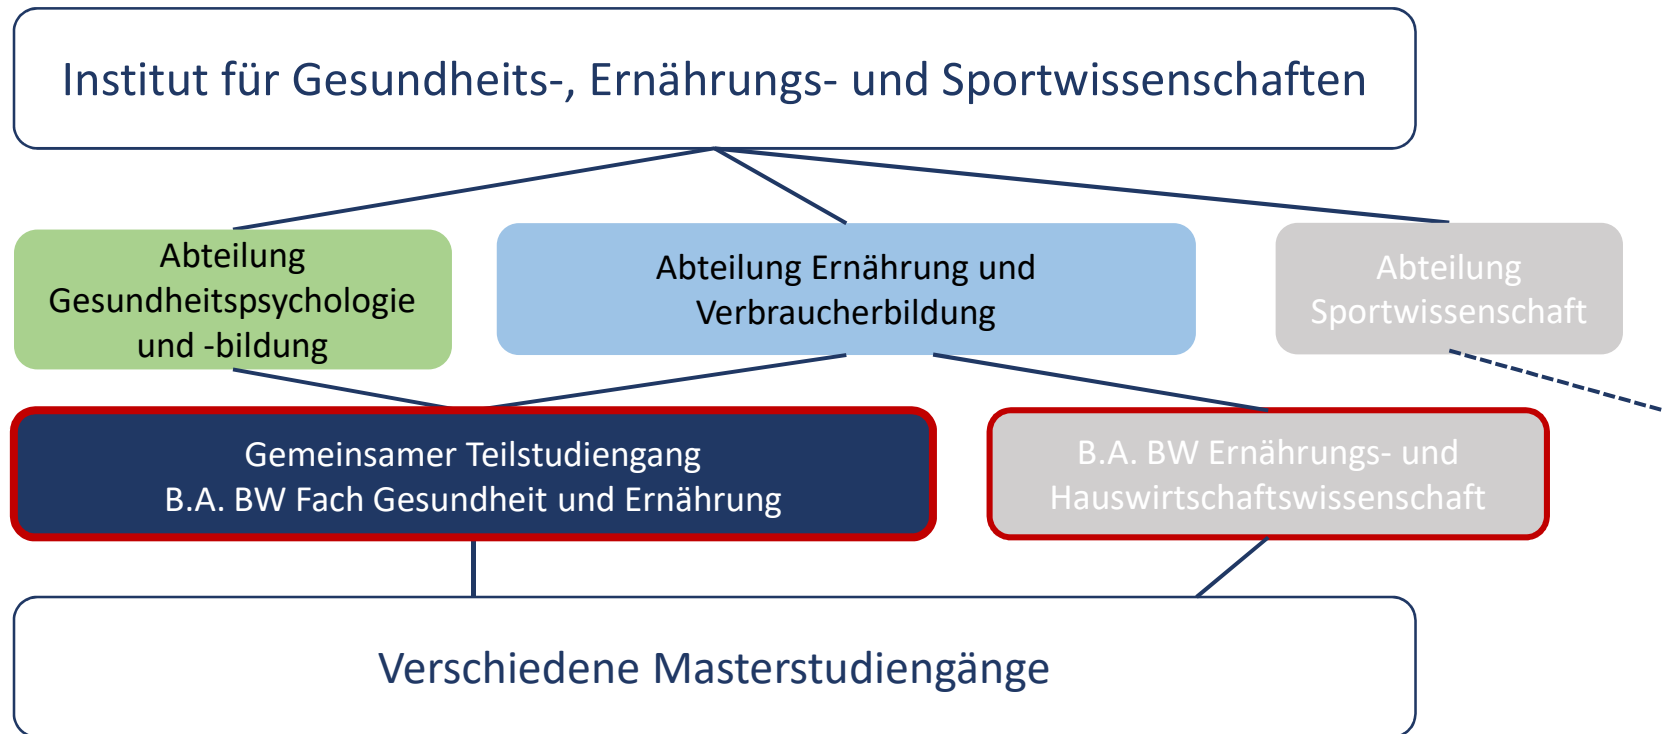 Institut für Gesundheits-, Ernährungs- und Sportwissenschaften
Abteilung
Gesundheitspsychologie
und -bildung
Abteilung Ernährung und
Verbraucherbildung
Abteilung
Sportwissenschaft
Gemeinsamer Teilstudiengang
B.A. BW Fach Gesundheit und Ernährung
B.A. BW Ernährungs- und
Hauswirtschaftswissenschaft
Verschiedene Masterstudiengänge